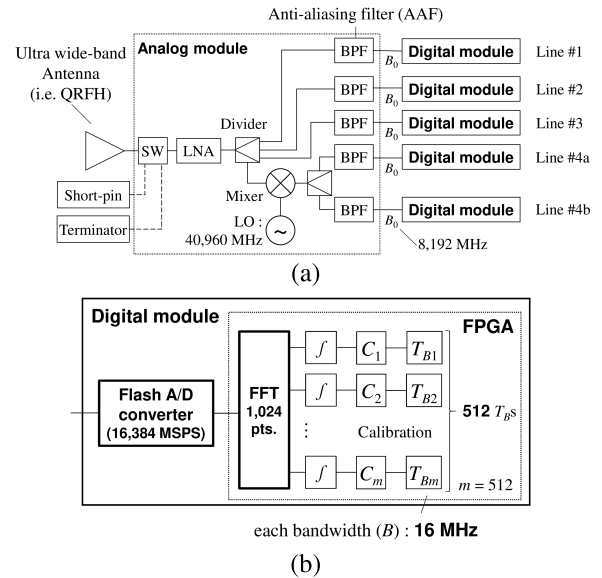 Anti-aliasing filter (AAF)
Ultra wide-band
Antenna
(i.e. QRFH)
Analog module
BPF
B0
Digital module
Line #1
BPF
Digital module
Line #2
Divider
BPF
Digital module
Line #3
SW
LNA
BPF
B0
Digital module
Line #4a
Short-pin
Mixer
Terminator
LO :
40,960 MHz
~
BPF
B0
Digital module
Line #4b
8,192 MHz
(a)
Digital module
FPGA
Flash A/D
converter
(16,384 MSPS)
FFT
1,024
pts.
∫ C1 TB1
∫ C2 TB2
⋮ Calibration
512 TBs
∫ Cm TBm
m = 512
each bandwidth (B) : 16 MHz
(b)